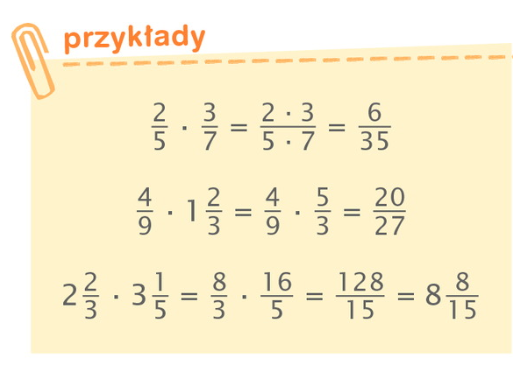 przykłady
2/5 · 3/7 = 2 · 3/5 · 7 = 6/35
4/9 · 1 2/3 = 4/9 · 5/3 = 20/27
2 2/3 · 3 1/5 = 8/3 · 16/5 = 128/15 = 8 8/15